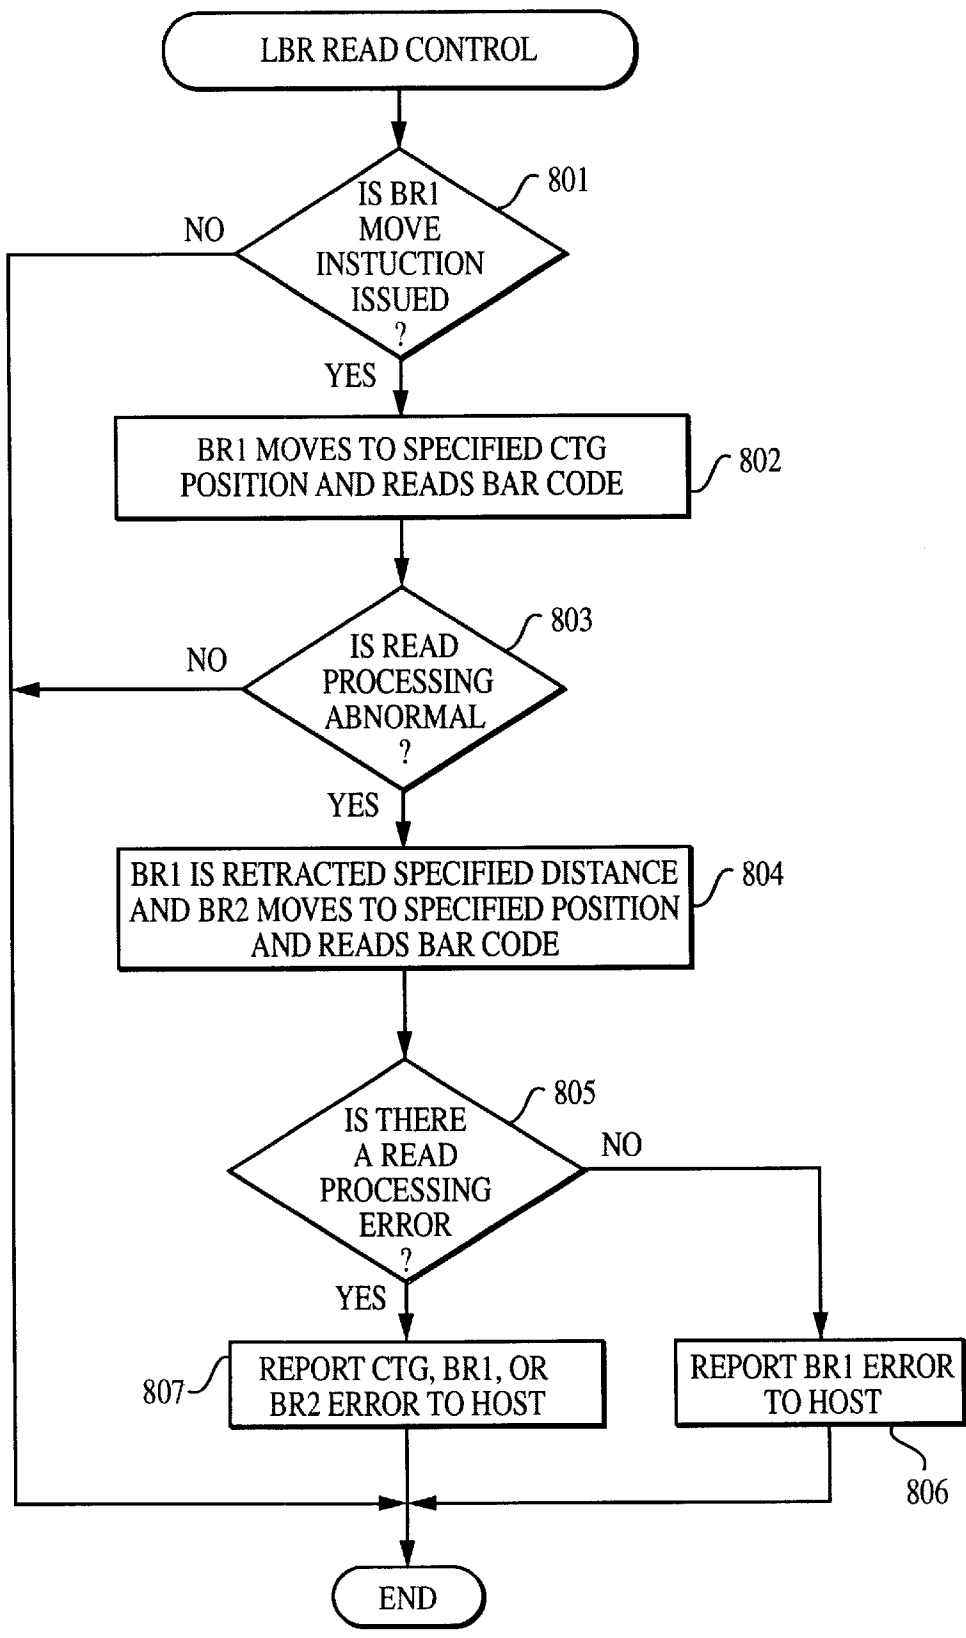 LBR READ CONTROL
801
IS BR1
MOVE
INSTUCTION
ISSUED
?
NO
YES
BR1 MOVES TO SPECIFIED CTG
POSITION AND READS BAR CODE
802
803
IS READ
PROCESSING
ABNORMAL
?
NO
YES
BR1 IS RETRACTED SPECIFIED DISTANCE
AND BR2 MOVES TO SPECIFIED POSITION
AND READS BAR CODE
804
805
IS THERE
A READ
PROCESSING
ERROR
?
NO
YES
REPORT CTG, BR1, OR
BR2 ERROR TO HOST
807
REPORT BR1 ERROR
TO HOST
806
END